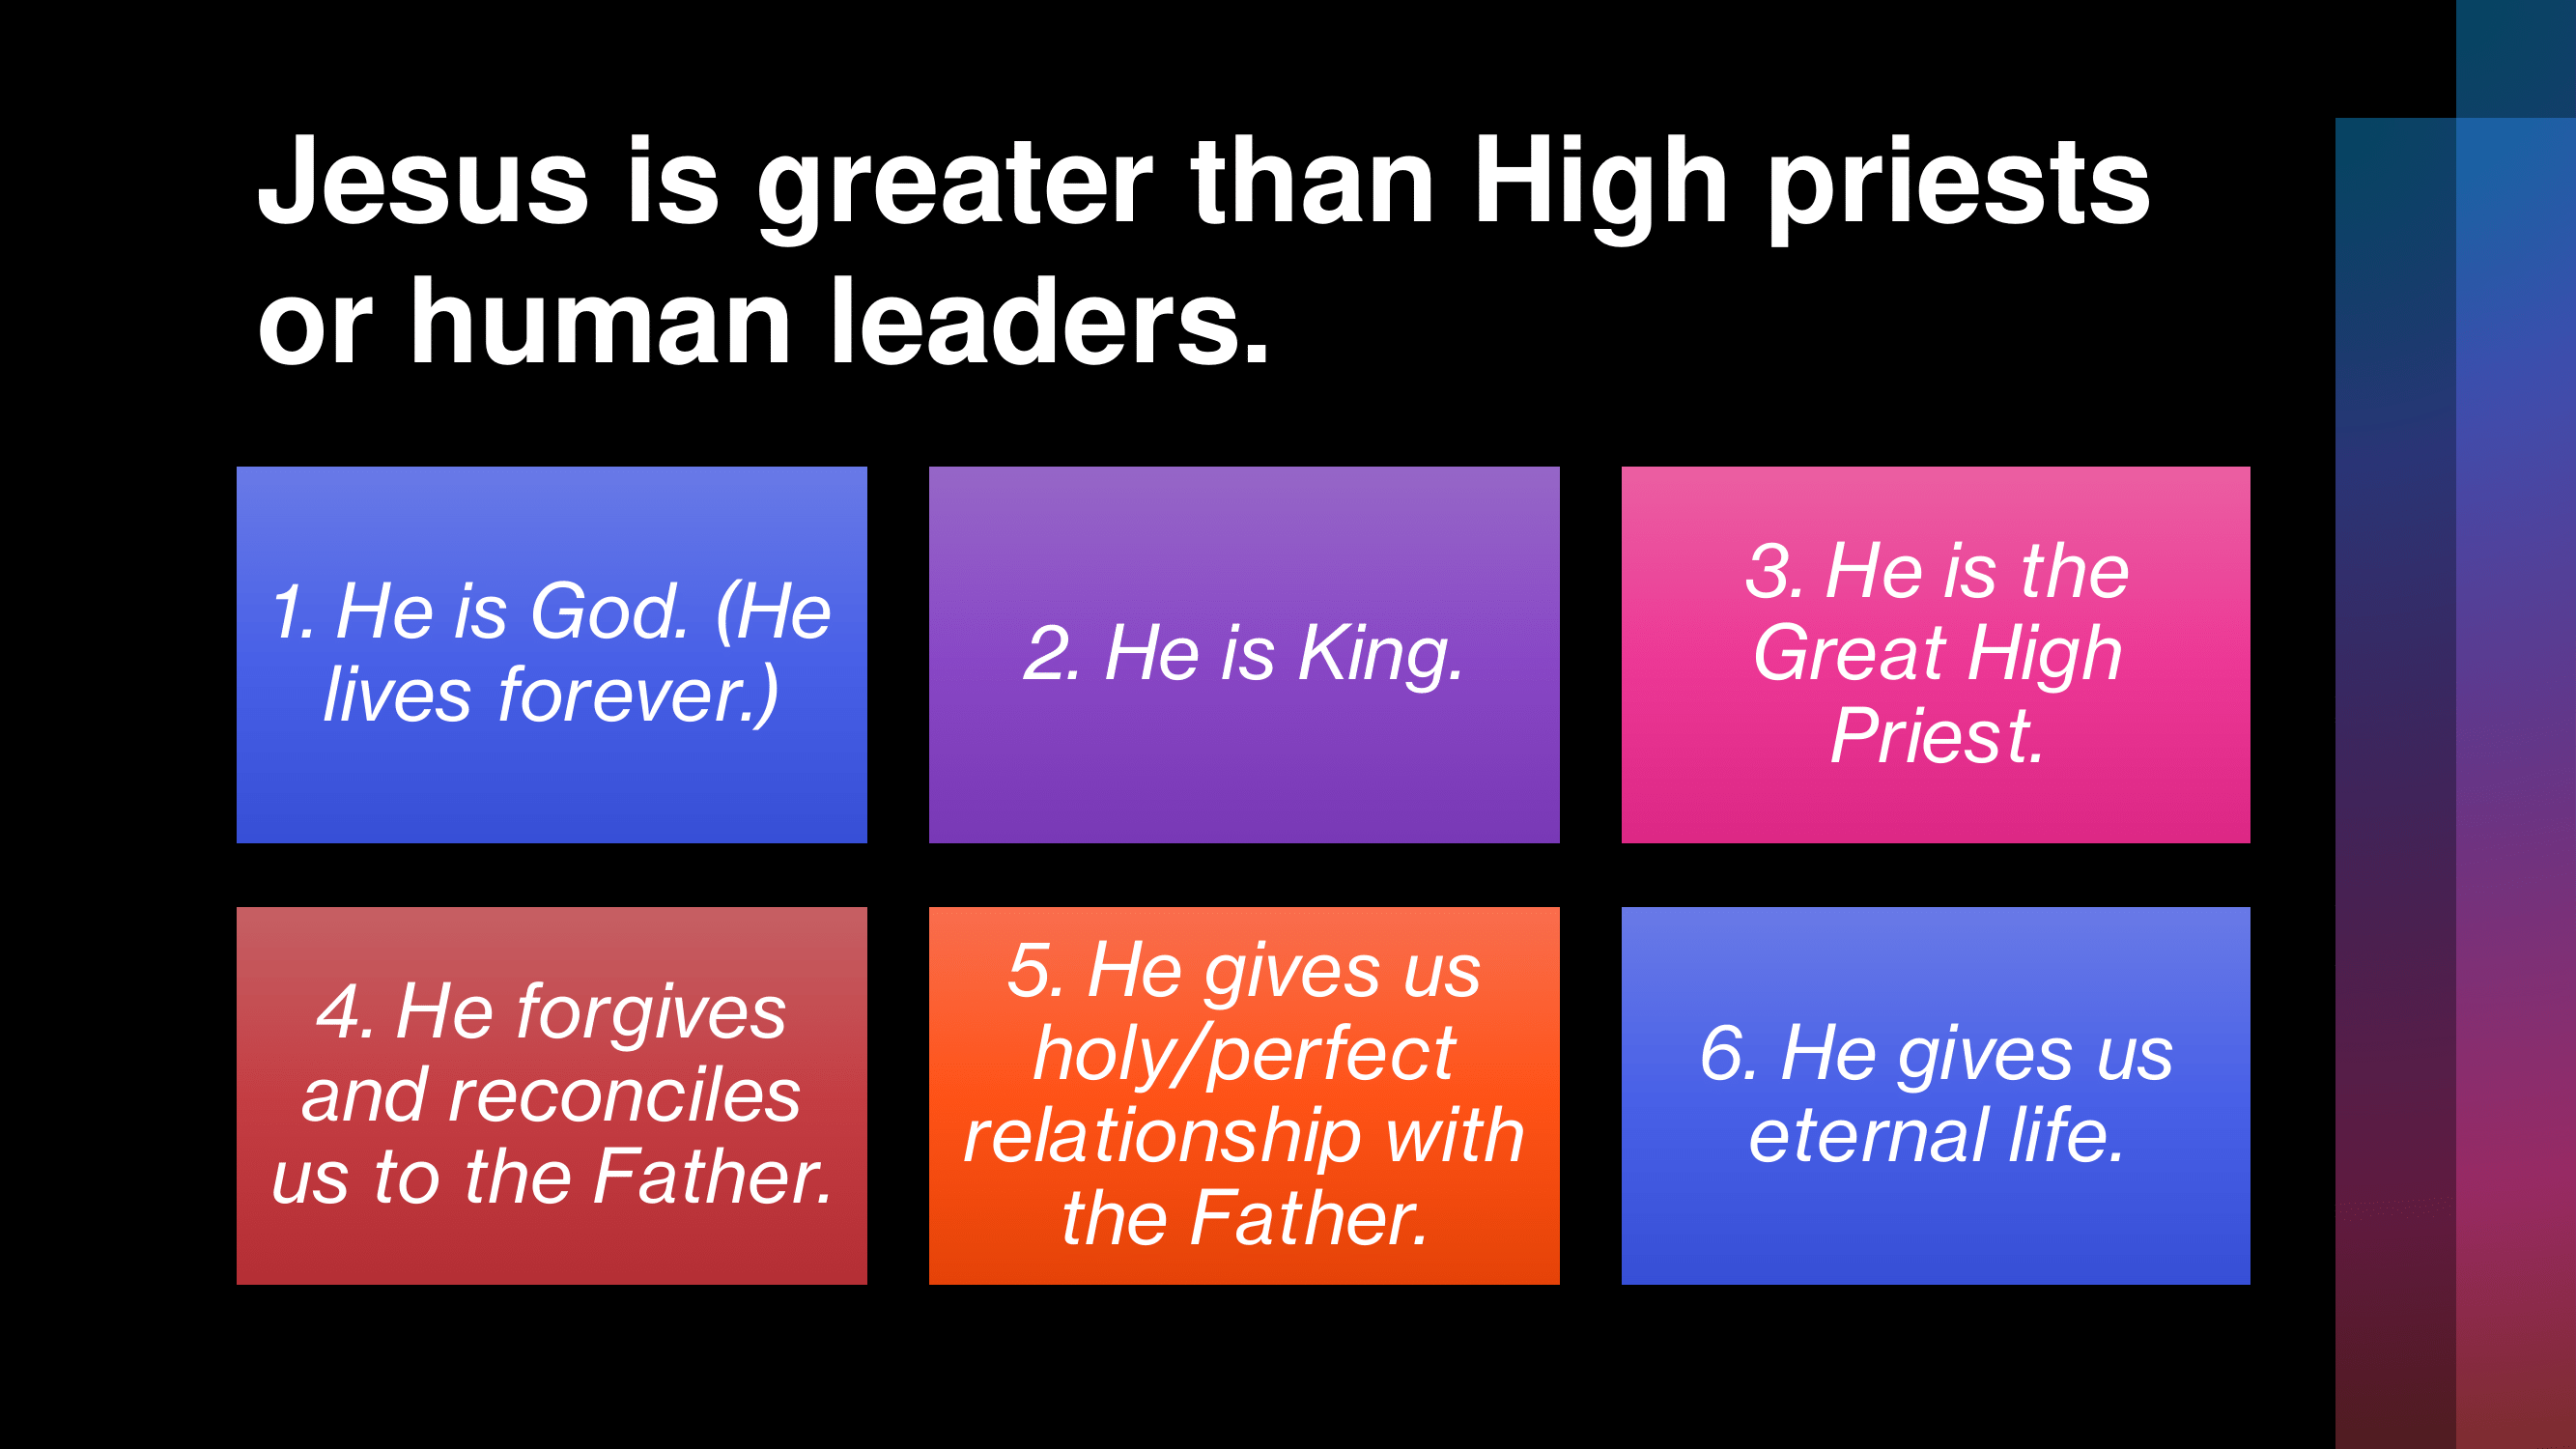 Jesus is greater than High priests
or human leaders.
1. He is God. (He
lives forever.)
2. He is King.
3. He is the
Great High
Priest.
4. He forgives
and reconciles
us to the Father.
5. He gives us
holy/perfect
relationship with
the Father.
6. He gives us
eternal life.